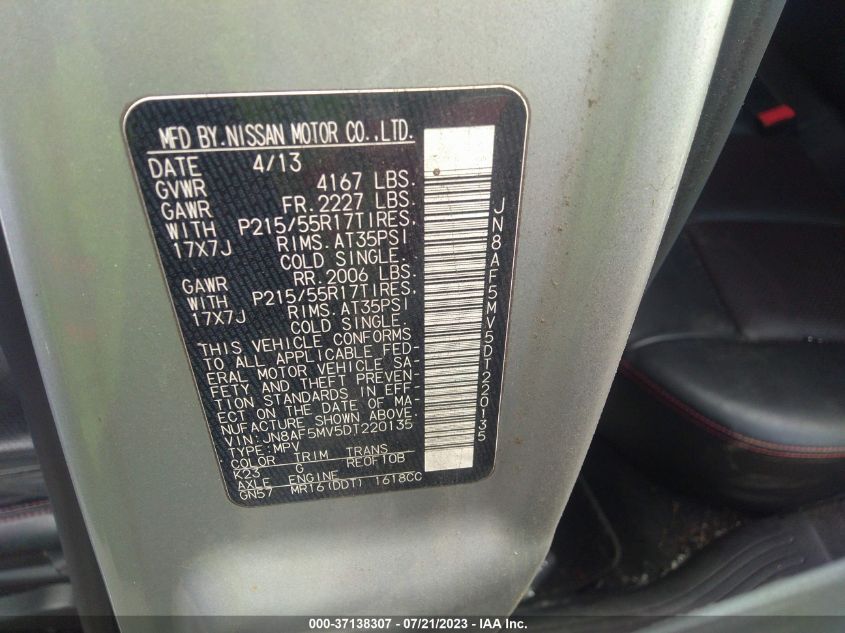 MFD BY.NISSAN MOTOR CO.,LTD.
DATE 4/13
GVWR 4167 LBS.
GAWR FR.2227 LBS.
WITH P215/55R17TIRES.
17X7J RIMS.AT35PSI
COLD SINGLE.
GAWR RR.2006 LBS.
WITH P215/55R17TIRES.
17X7J RIMS.AT35PSI
COLD SINGLE.
THIS VEHICLE CONFORMS
TO ALL APPLICABLE FED-
ERAL MOTOR VEHICLE SA-
FETY AND THEFT PREVEN-
TION STANDARDS IN EFF-
ECT ON THE DATE OF MA-
NUFACTURE SHOWN ABOVE.
VIN:JN8AF5MV5DT220135
TYPE:MPV
COLOR TRIM TRANS
K23 G RE0F10B
AXLE ENGINE
GN57 MR16(DDT) 1618CC
JN8AF5MV5DT220135
000-37138307 - 07/21/2023 - IAA Inc.